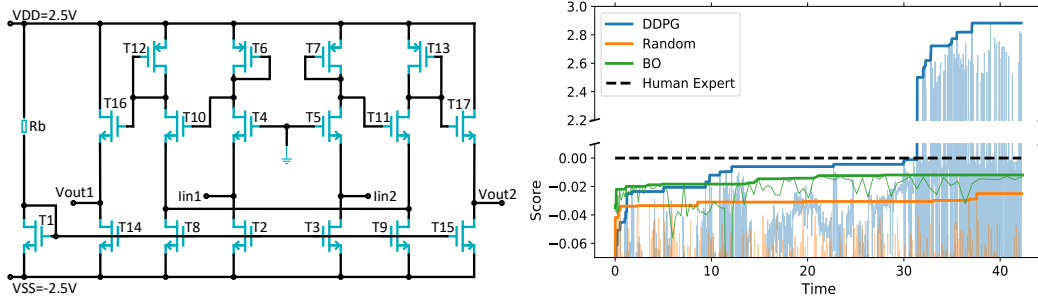 VDD=2.5V
T12
T6
T7
T13
T16
T10
T4
T5
T11
T17
Rb
Vout1
Iin1
Iin2
Vout2
T1
T14
T8
T2
T3
T9
T15
VSS=-2.5V
3.0
2.8
2.6
2.4
2.2
0.00
−0.02
−0.04
−0.06
Score
DDPG
Random
BO
Human Expert
0
10
20
30
40
Time